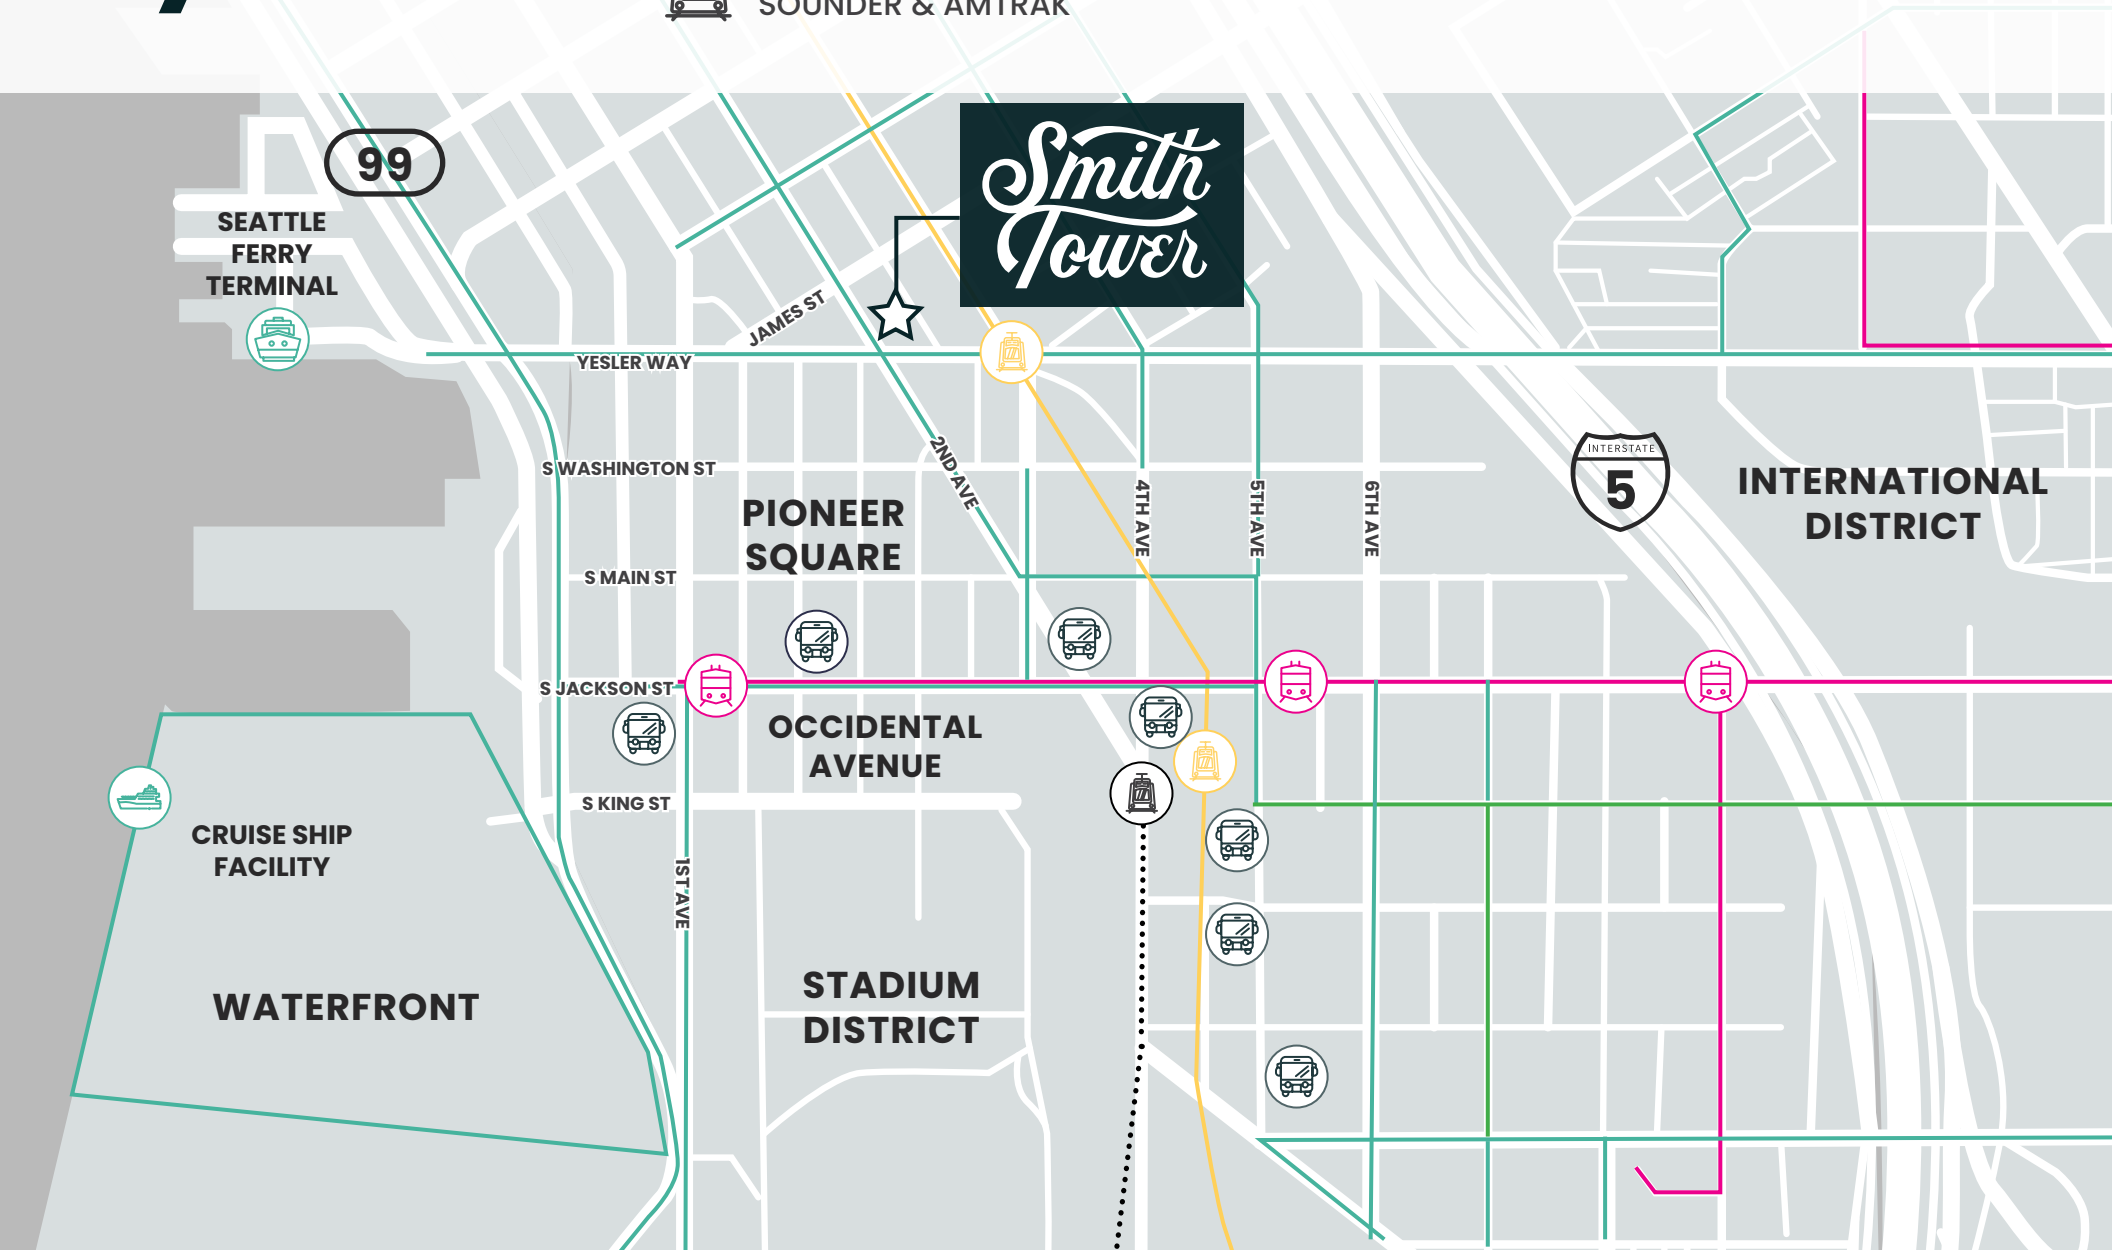 SOUNDER & AMTRAK
99
Smith
Tower
SEATTLE
FERRY
TERMINAL
JAMES ST
YESLER WAY
2ND AVE
S WASHINGTON ST
4TH AVE
5TH AVE
6TH AVE
INTERSTATE
5
INTERNATIONAL
DISTRICT
PIONEER
SQUARE
S MAIN ST
S JACKSON ST
OCCIDENTAL
AVENUE
S KING ST
CRUISE SHIP
FACILITY
1ST AVE
WATERFRONT
STADIUM
DISTRICT